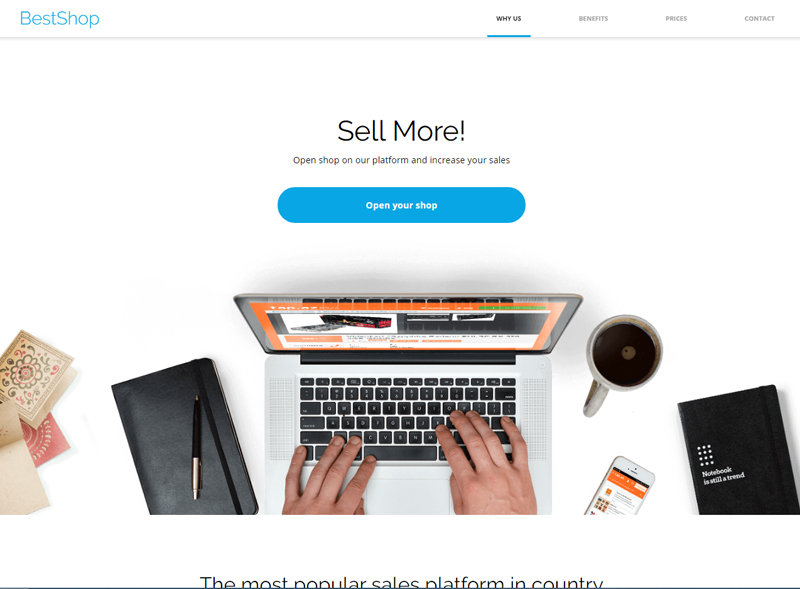 BestShop
WHY US
BENEFITS
PRICES
CONTACT
Sell More!
Open shop on our platform and increase your sales
Open your shop
Notebook
is still a trend
The most popular sales platform in country